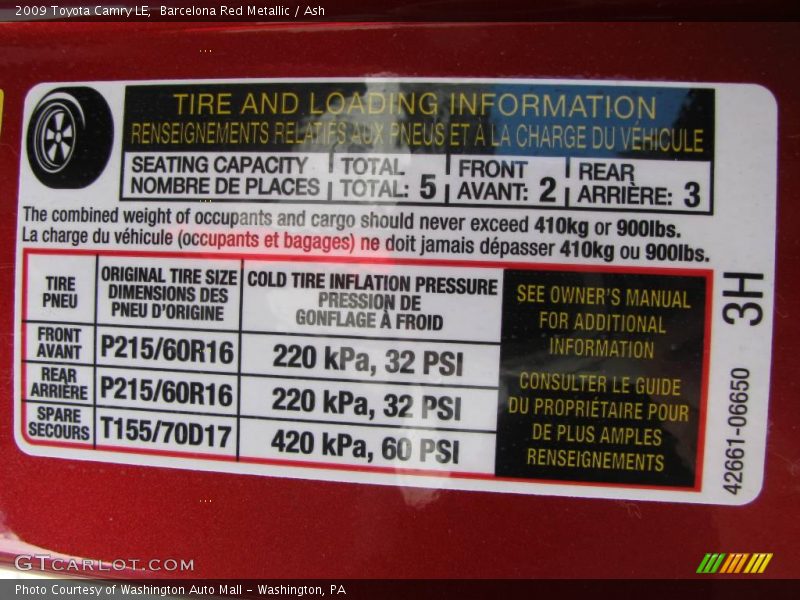 2009 Toyota Camry LE, Barcelona Red Metallic / Ash
TIRE AND LOADING INFORMATION
RENSEIGNEMENTS RELATIFS AUX PNEUS ET À LA CHARGE DU VÉHICULE
SEATING CAPACITY
NOMBRE DE PLACES
TOTAL
TOTAL: 5
FRONT
AVANT: 2
REAR
ARRIÈRE: 3
The combined weight of occupants and cargo should never exceed 410kg or 900lbs.
La charge du véhicule (occupants et bagages) ne doit jamais dépasser 410kg ou 900lbs.
TIRE
PNEU
ORIGINAL TIRE SIZE
DIMENSIONS DES
PNEU D'ORIGINE
COLD TIRE INFLATION PRESSURE
PRESSION DE
GONFLAGE À FROID
FRONT
AVANT
P215/60R16
220 kPa, 32 PSI
REAR
ARRIÈRE
P215/60R16
220 kPa, 32 PSI
SPARE
SECOURS
T155/70D17
420 kPa, 60 PSI
SEE OWNER'S MANUAL
FOR ADDITIONAL
INFORMATION
CONSULTER LE GUIDE
DU PROPRIÉTAIRE POUR
DE PLUS AMPLES
RENSEIGNEMENTS
3H
42661-06650
GTCARLOT.COM
Photo Courtesy of Washington Auto Mall - Washington, PA